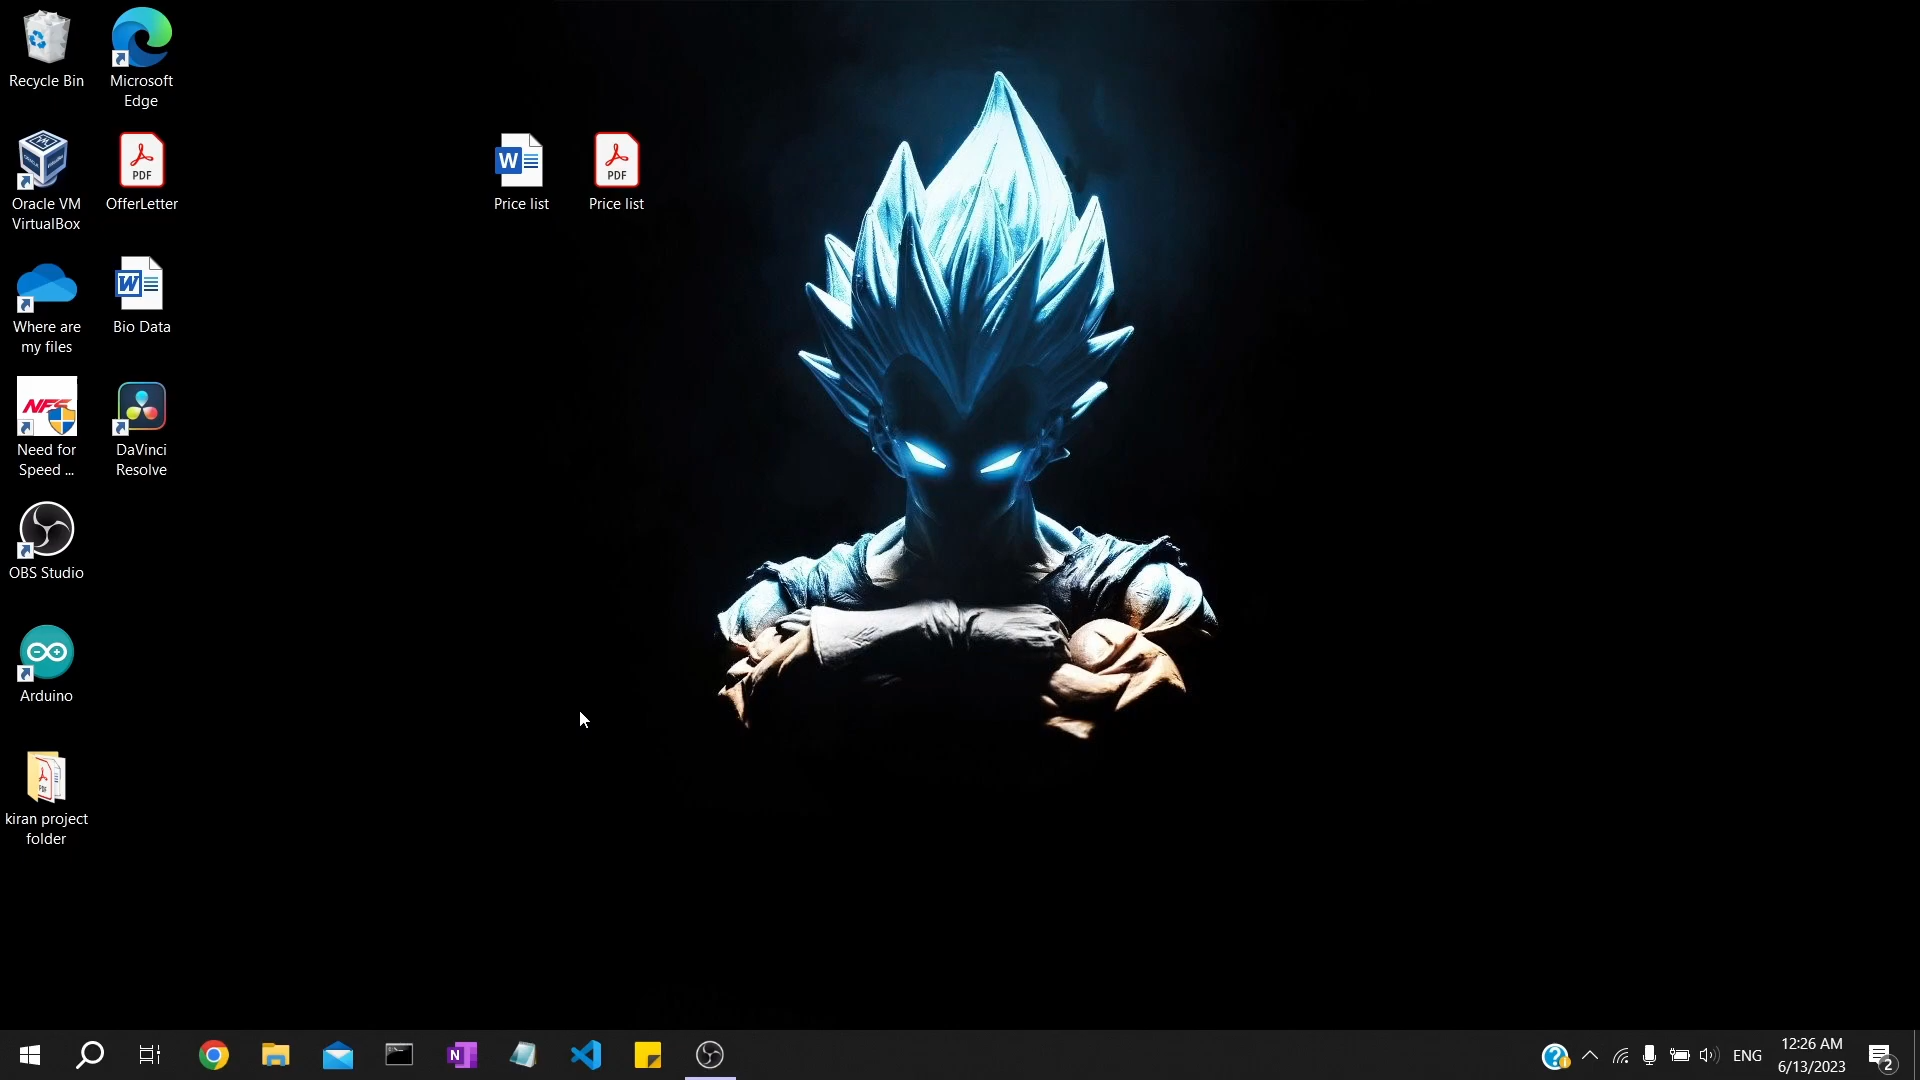 Recycle Bin
Microsoft
Edge
Oracle VM
VirtualBox
PDF
OfferLetter
W
Price list
PDF
Price list
Where are
my files
W
Bio Data
NFS
Need for
Speed ...
DaVinci
Resolve
OBS Studio
Arduino
PDF
kiran project
folder
N
ENG
12:26 AM
6/13/2023
2